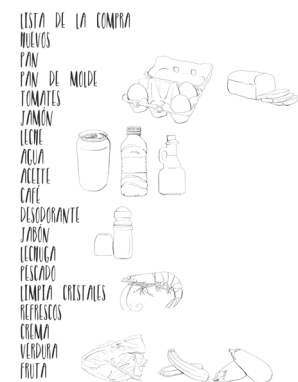 LISTA DE LA COMPRA
HUEVOS
PAN
PAN DE MOLDE
TOMATES
JAMÓN
LECHE
AGUA
ACEITE
CAFÉ
DESODORANTE
JABÓN
LECHUGA
PESCADO
LIMPIA CRISTALES
REFRESCOS
CREMA
VERDURA
FRUTA